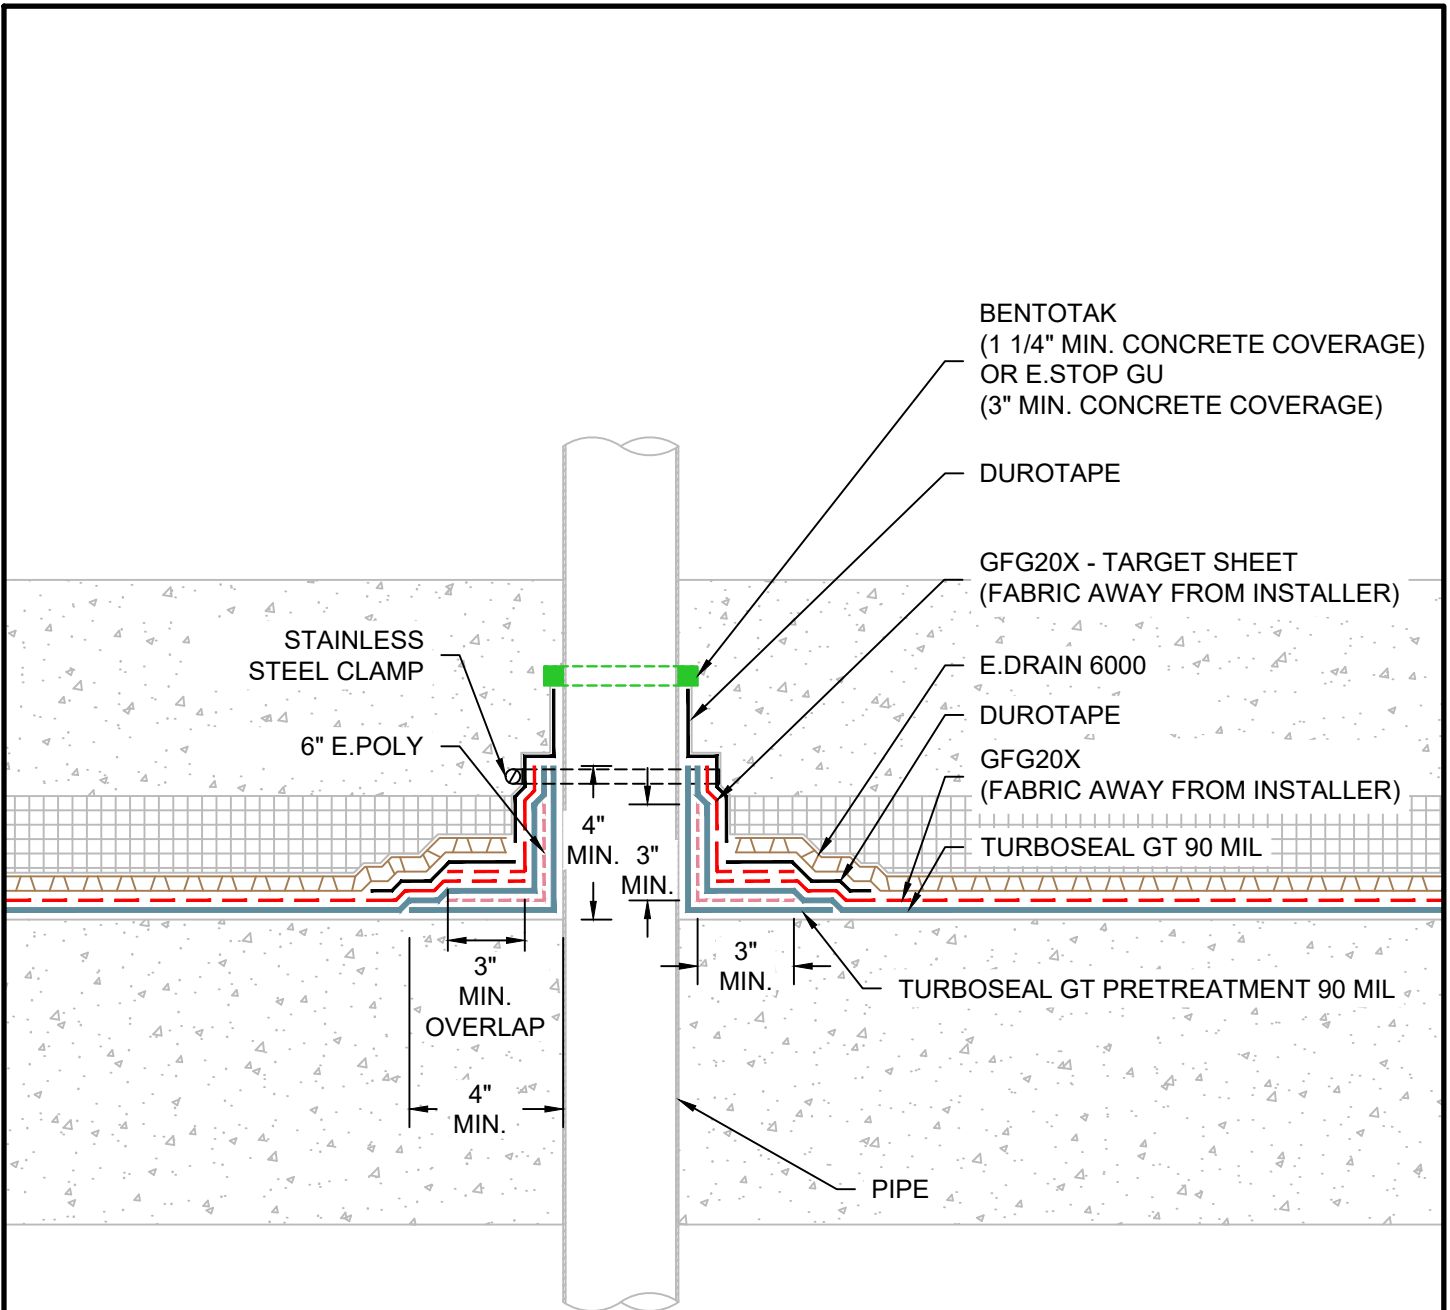 BENTOTAK
(1 1/4" MIN. CONCRETE COVERAGE)
OR E.STOP GU
(3" MIN. CONCRETE COVERAGE)
DUROTAPE
GFG20X - TARGET SHEET
(FABRIC AWAY FROM INSTALLER)
STAINLESS
STEEL CLAMP
E.DRAIN 6000
DUROTAPE
6" E.POLY
GFG20X
(FABRIC AWAY FROM INSTALLER)
4"
MIN.
3"
MIN.
TURBOSEAL GT 90 MIL
3"
MIN.
OVERLAP
3"
MIN.
TURBOSEAL GT PRETREATMENT 90 MIL
4"
MIN.
PIPE